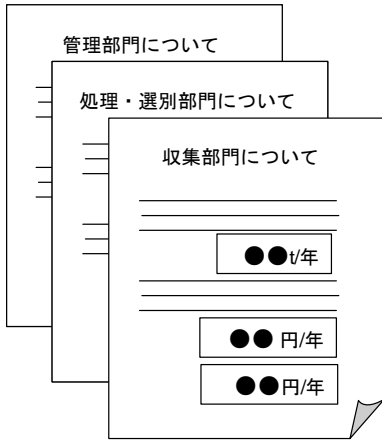 管理部門について
処理・選別部門について
収集部門について
●●t/年
●● 円/年
●●円/年